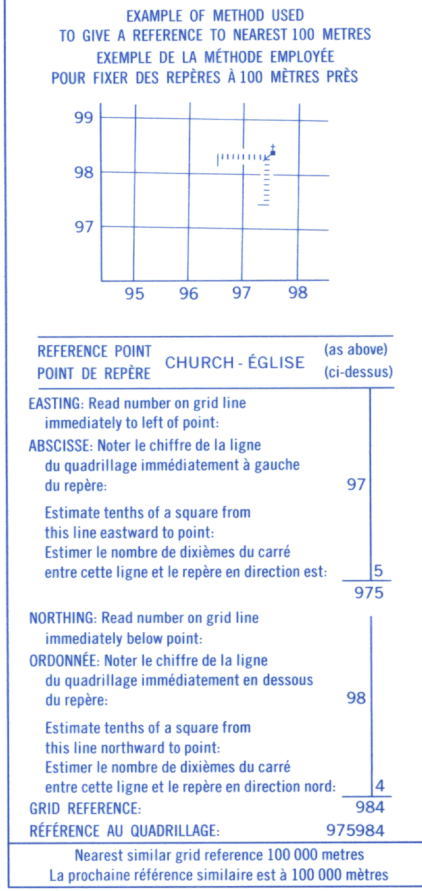 EXAMPLE OF METHOD USED
TO GIVE A REFERENCE TO NEAREST 100 METRES
EXEMPLE DE LA MÉTHODE EMPLOYÉE
POUR FIXER DES REPÈRES À 100 MÈTRES PRÈS
99
98
97
95 96 97 98
REFERENCE POINT
POINT DE REPÈRE
CHURCH - ÉGLISE
(as above)
(ci-dessus)
EASTING: Read number on grid line
immediately to left of point:
ABSCISSE: Noter le chiffre de la ligne
du quadrillage immédiatement à gauche
du repère: 97
Estimate tenths of a square from
this line eastward to point:
Estimer le nombre de dixièmes du carré
entre cette ligne et le repère en direction est: 5
975
NORTHING: Read number on grid line
immediately below point:
ORDONNÉE: Noter le chiffre de la ligne
du quadrillage immédiatement en dessous
du repère: 98
Estimate tenths of a square from
this line northward to point:
Estimer le nombre de dixièmes du carré
entre cette ligne et le repère en direction nord: 4
GRID REFERENCE: 984
RÉFÉRENCE AU QUADRILLAGE: 975984
Nearest similar grid reference 100 000 metres
La prochaine référence similaire est à 100 000 mètres